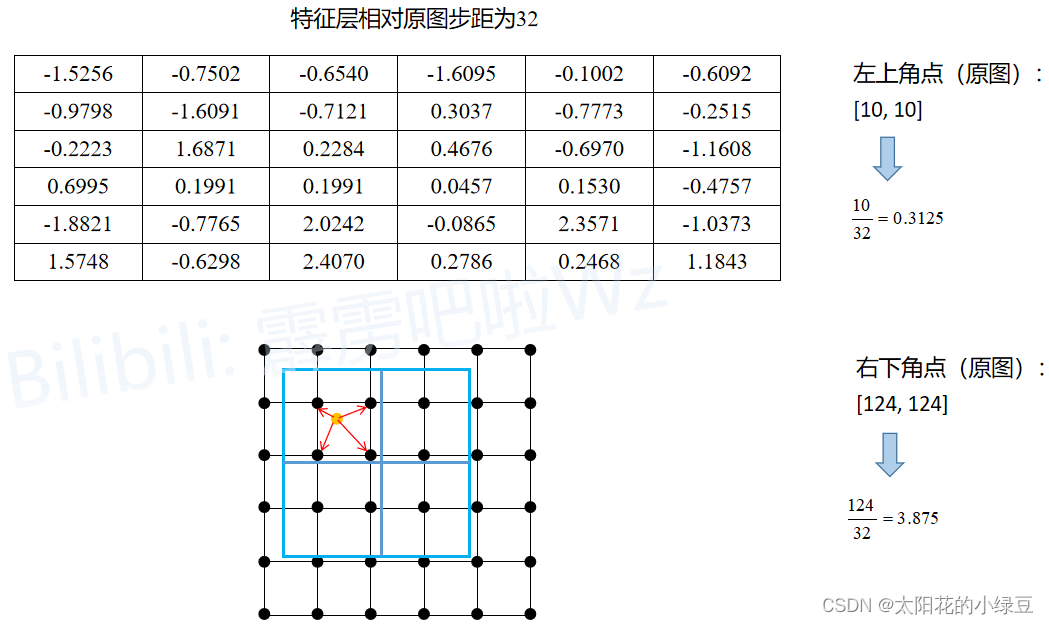 特征层相对原图步距为32
-1.5256 -0.7502 -0.6540 -1.6095 -0.1002 -0.6092
-0.9798 -1.6091 -0.7121 0.3037 -0.7773 -0.2515
-0.2223 1.6871 0.2284 0.4676 -0.6970 -1.1608
0.6995 0.1991 0.1991 0.0457 0.1530 -0.4757
-1.8821 -0.7765 2.0242 -0.0865 2.3571 -1.0373
1.5748 -0.6298 2.4070 0.2786 0.2468 1.1843
左上角点（原图）：
[10, 10]
10
32
= 0.3125
Bilibili: 霹雳吧啦Wz
右下角点（原图）：
[124, 124]
124
32
= 3.875
CSDN @太阳花的小绿豆